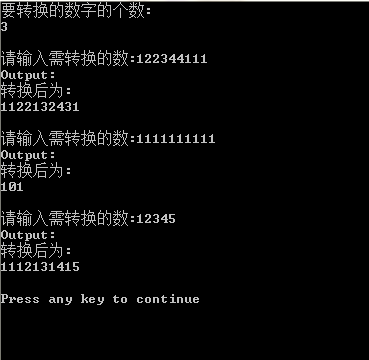 要转换的数字的个数:
3
请输入需转换的数:122344111
Output:
转换后为:
1122132431
请输入需转换的数:1111111111
Output:
转换后为:
101
请输入需转换的数:12345
Output:
转换后为:
1112131415
Press any key to continue